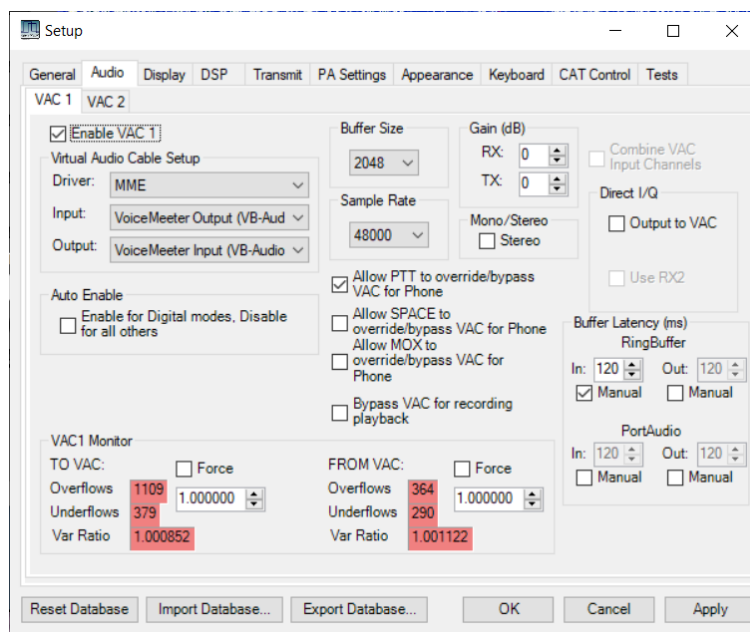 Setup
General Audio Display DSP Transmit PA Settings Appearance Keyboard CAT Control Tests
VAC 1 VAC 2
Enable VAC 1
Virtual Audio Cable Setup
Driver: MME
Input: VoiceMeeter Output (VB-Aud
Output: VoiceMeeter Input (VB-Audio
Auto Enable
Enable for Digital modes, Disable
for all others
Buffer Size
2048
Sample Rate
48000
Gain (dB)
RX: 0
TX: 0
Mono/Stereo
Stereo
Combine VAC
Input Channels
Direct I/Q
Output to VAC
Use RX2
Allow PTT to override/bypass
VAC for Phone
Allow SPACE to
override/bypass VAC for Phone
Allow MOX to
override/bypass VAC for
Phone
Bypass VAC for recording
playback
Buffer Latency (ms)
RingBuffer
In: 120 Out: 120
Manual Manual
PortAudio
In: 120 Out: 120
Manual Manual
VAC1 Monitor
TO VAC: Force
Overflows 1109 1.000000
Underflows 379
Var Ratio 1.000852
FROM VAC: Force
Overflows 364 1.000000
Underflows 290
Var Ratio 1.001122
Reset Database Import Database... Export Database... OK Cancel Apply